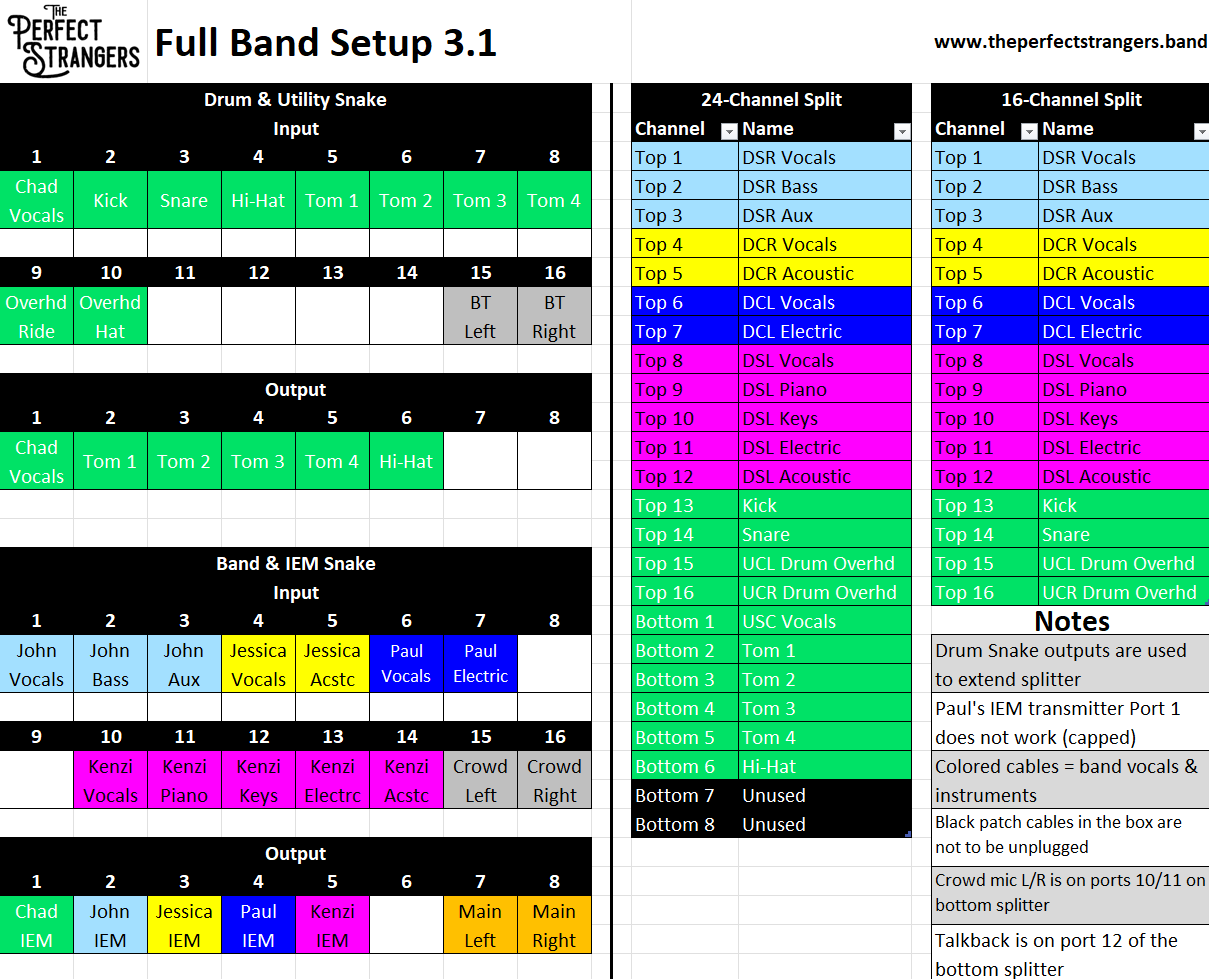 THE
PERFECT
STRANGERS
Full Band Setup 3.1
www.theperfectstrangers.band
Drum & Utility Snake
Input
1 2 3 4 5 6 7 8
Chad Vocals Kick Snare Hi-Hat Tom 1 Tom 2 Tom 3 Tom 4
9 10 11 12 13 14 15 16
Overhd Ride Overhd Hat BT Left BT Right
Output
1 2 3 4 5 6 7 8
Chad Vocals Tom 1 Tom 2 Tom 3 Tom 4 Hi-Hat
Band & IEM Snake
Input
1 2 3 4 5 6 7 8
John Vocals John Bass John Aux Jessica Vocals Jessica Acstc Paul Vocals Paul Electric
9 10 11 12 13 14 15 16
Kenzi Vocals Kenzi Piano Kenzi Keys Kenzi Electrc Kenzi Acstc Crowd Left Crowd Right
Output
1 2 3 4 5 6 7 8
Chad IEM John IEM Jessica IEM Paul IEM Kenzi IEM Main Left Main Right
24-Channel Split
Channel Name
Top 1 DSR Vocals
Top 2 DSR Bass
Top 3 DSR Aux
Top 4 DCR Vocals
Top 5 DCR Acoustic
Top 6 DCL Vocals
Top 7 DCL Electric
Top 8 DSL Vocals
Top 9 DSL Piano
Top 10 DSL Keys
Top 11 DSL Electric
Top 12 DSL Acoustic
Top 13 Kick
Top 14 Snare
Top 15 UCL Drum Overhd
Top 16 UCR Drum Overhd
Bottom 1 USC Vocals
Bottom 2 Tom 1
Bottom 3 Tom 2
Bottom 4 Tom 3
Bottom 5 Tom 4
Bottom 6 Hi-Hat
Bottom 7 Unused
Bottom 8 Unused
16-Channel Split
Channel Name
Top 1 DSR Vocals
Top 2 DSR Bass
Top 3 DSR Aux
Top 4 DCR Vocals
Top 5 DCR Acoustic
Top 6 DCL Vocals
Top 7 DCL Electric
Top 8 DSL Vocals
Top 9 DSL Piano
Top 10 DSL Keys
Top 11 DSL Electric
Top 12 DSL Acoustic
Top 13 Kick
Top 14 Snare
Top 15 UCL Drum Overhd
Top 16 UCR Drum Overhd
Notes
Drum Snake outputs are used
to extend splitter
Paul's IEM transmitter Port 1
does not work (capped)
Colored cables = band vocals &
instruments
Black patch cables in the box are
not to be unplugged
Crowd mic L/R is on ports 10/11 on
bottom splitter
Talkback is on port 12 of the
bottom splitter